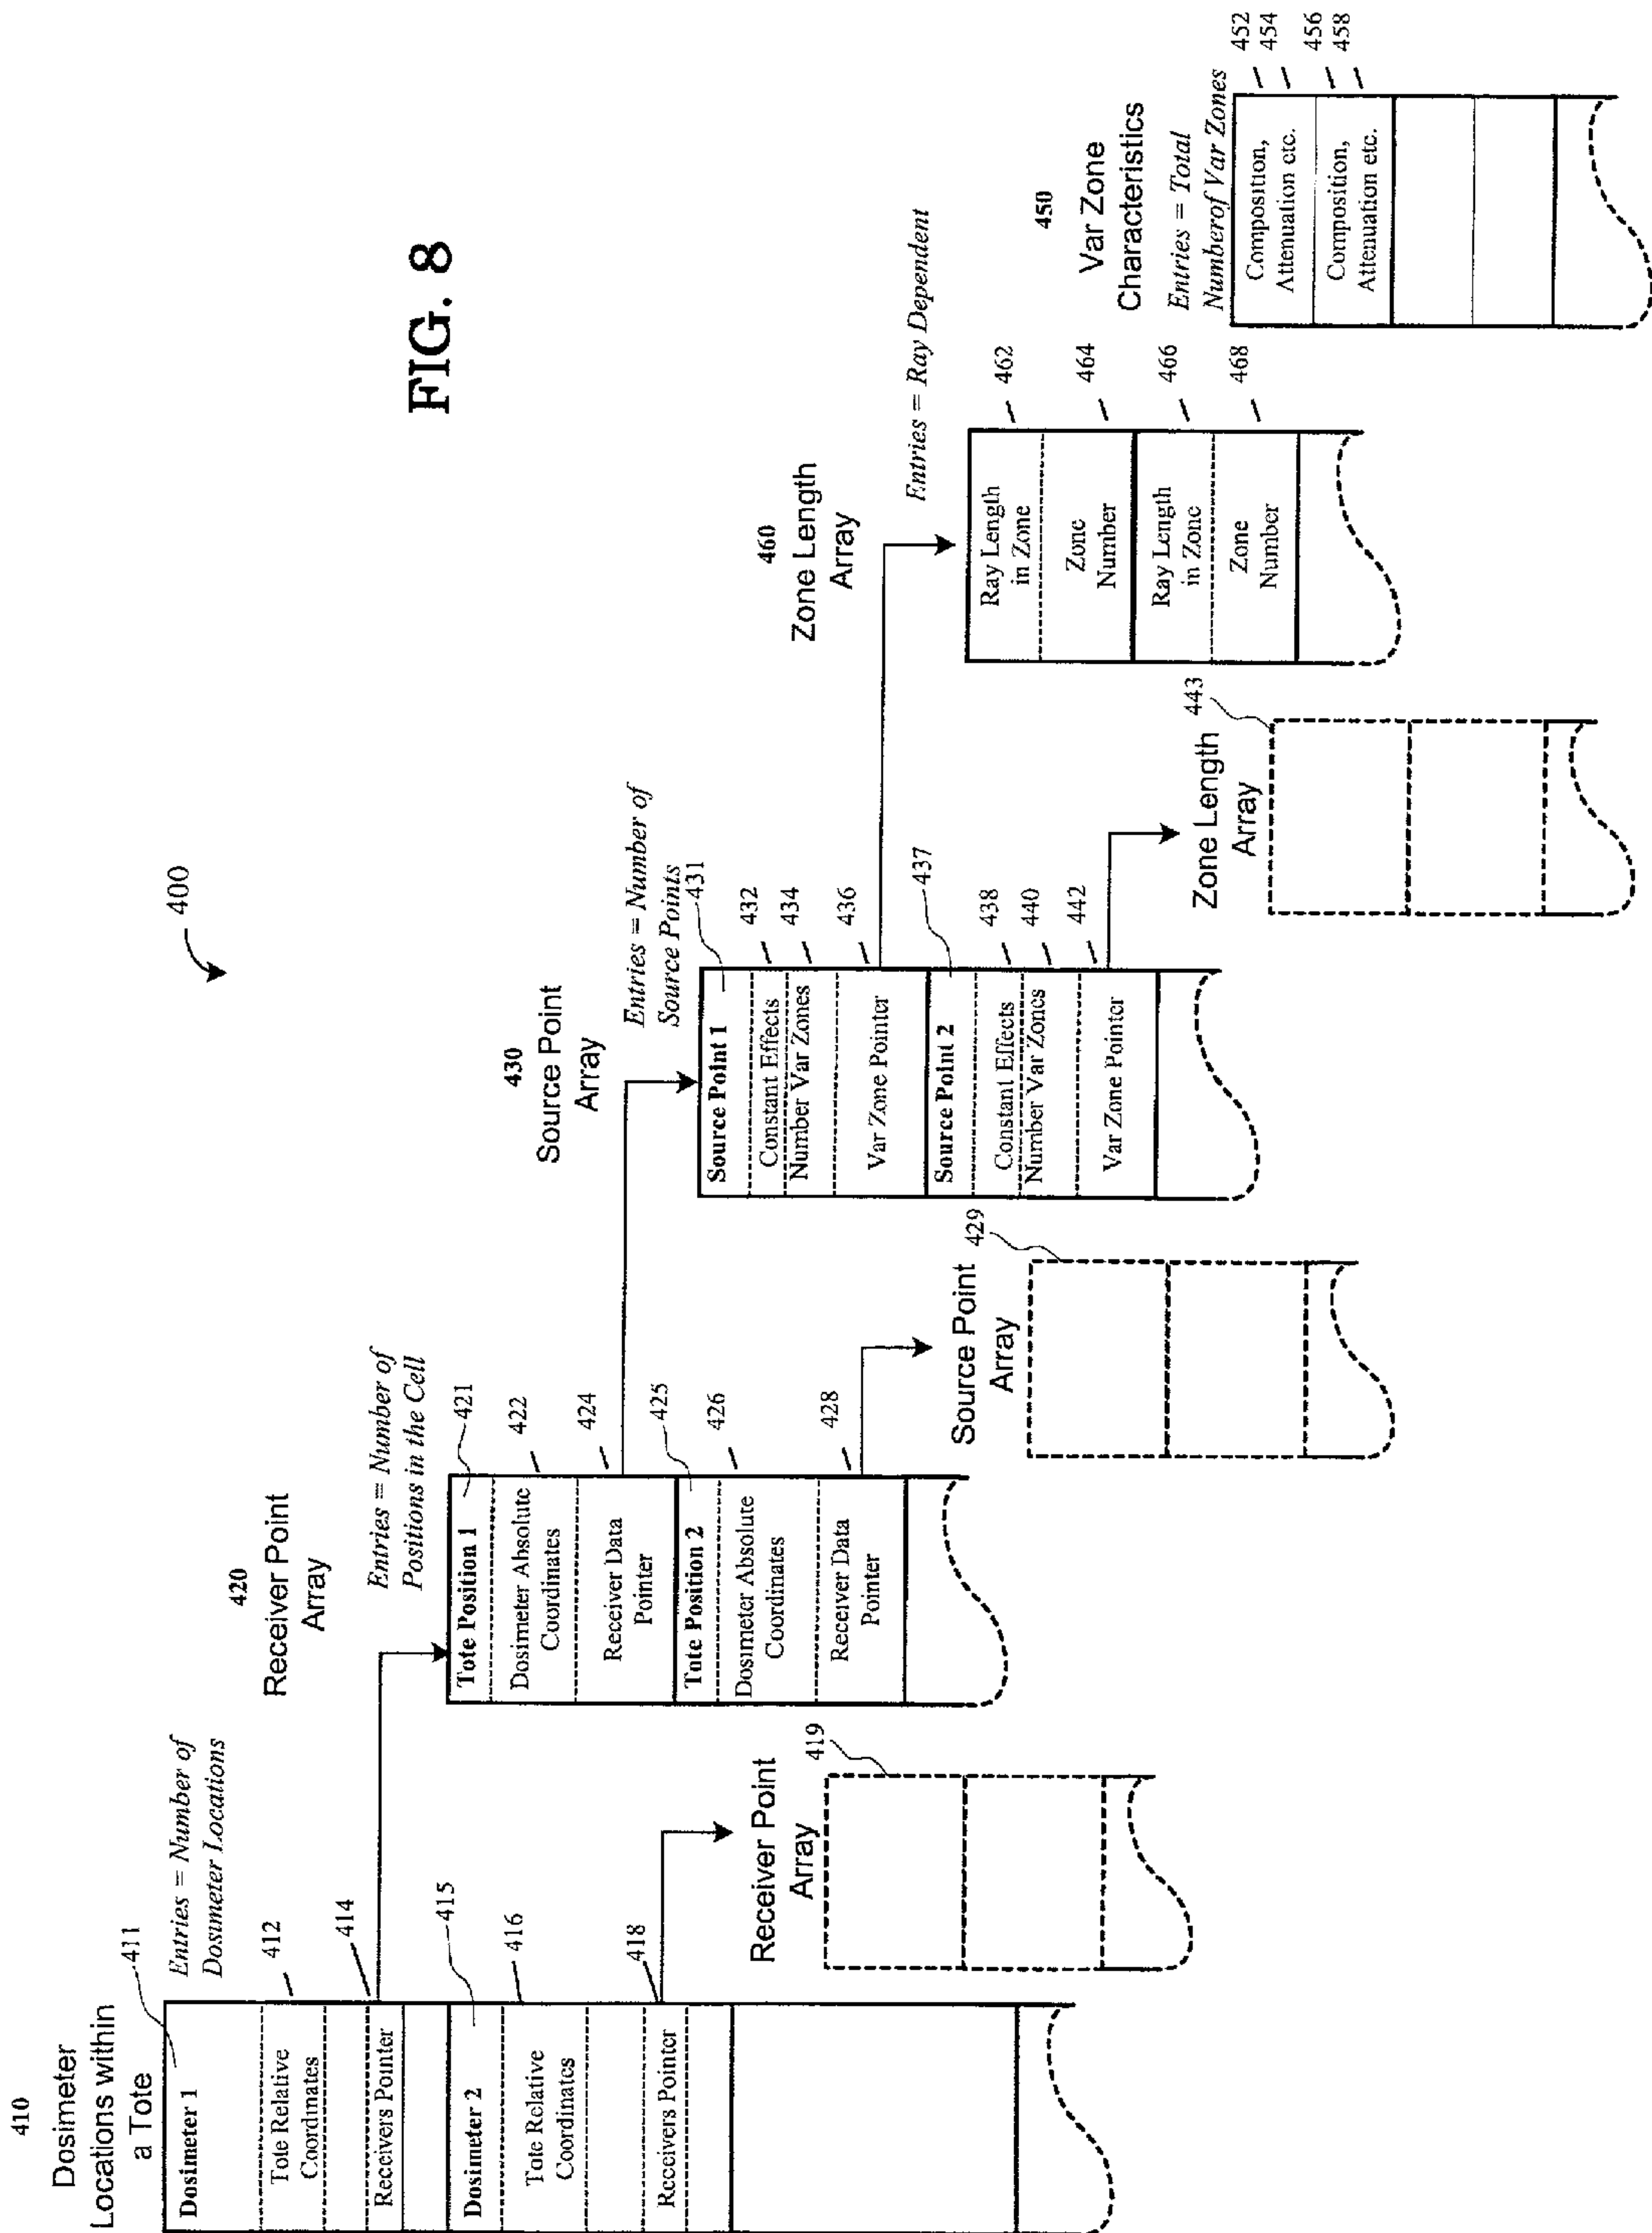 FIG. 8
400
410
Dosimeter
Locations within
a Tote
411
Entries = Number of
Dosimeter Locations
Dosimeter 1
Tote Relative
Coordinates
412
Receivers Pointer
414
Dosimeter 2
415
Tote Relative
Coordinates
416
Receivers Pointer
418
Receiver Point
Array
419
420
Receiver Point
Array
Entries = Number of
Positions in the Cell
Tote Position 1
421
Dosimeter Absolute
Coordinates
422
Receiver Data
Pointer
424
Tote Position 2
425
Dosimeter Absolute
Coordinates
426
Receiver Data
Pointer
428
Source Point
Array
429
430
Source Point
Array
Entries = Number of
Source Points
Source Point 1
431
Constant Effects
432
Number Var Zones
434
Var Zone Pointer
436
Source Point 2
437
Constant Effects
438
Number Var Zones
440
Var Zone Pointer
442
Zone Length
Array
443
460
Zone Length
Array
Entries = Ray Dependent
Ray Length
in Zone
462
Zone
Number
464
Ray Length
in Zone
466
Zone
Number
468
450
Var Zone
Characteristics
Entries = Total
Numberof Var Zones
Composition,
Attenuation etc.
452
454
Composition,
Attenuation etc.
456
458